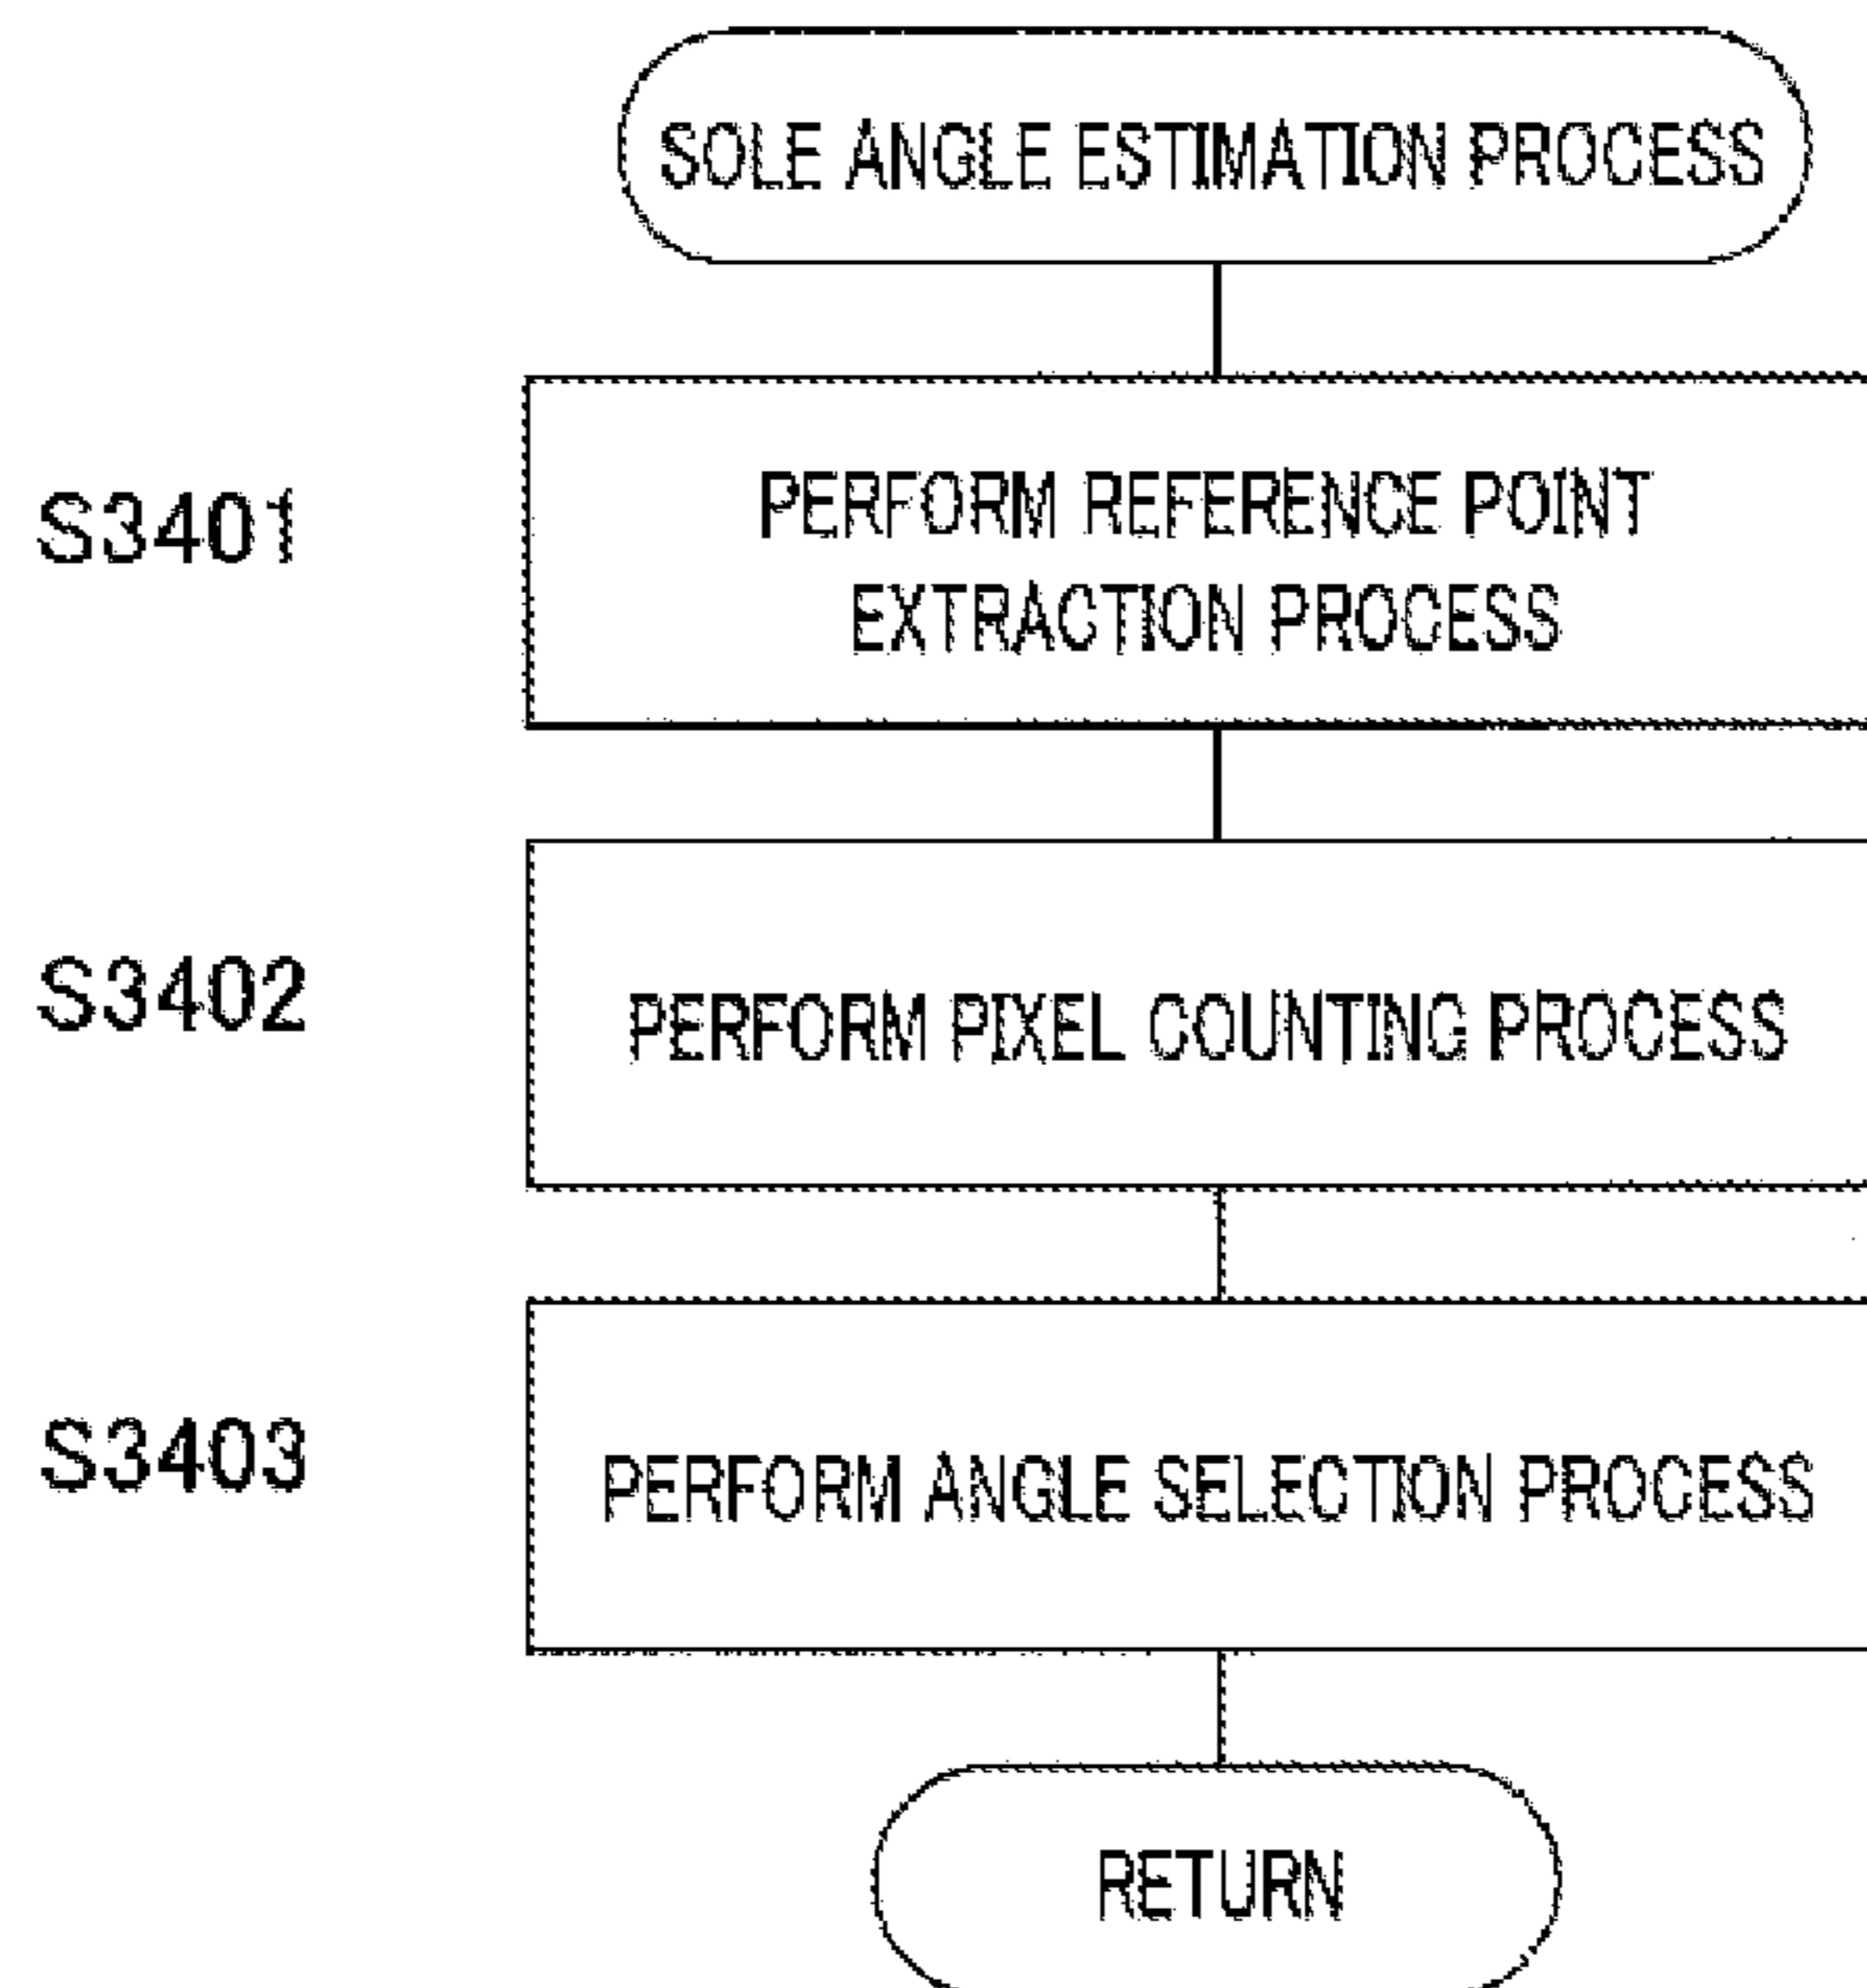 SOLE ANGLE ESTIMATION PROCESS
S3401
PERFORM REFERENCE POINT
EXTRACTION PROCESS
S3402
PERFORM PIXEL COUNTING PROCESS
S3403
PERFORM ANGLE SELECTION PROCESS
RETURN